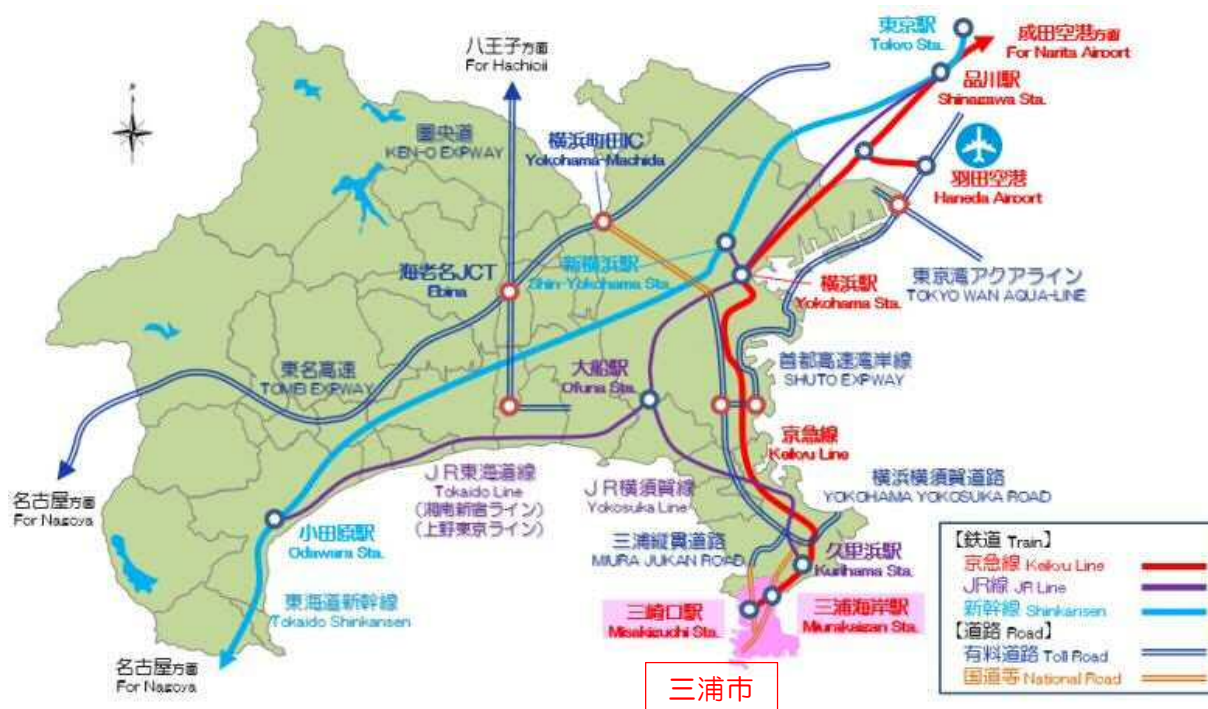 東京駅
Tokyo Sta.
成田空港方面
For Narita Airport
八王子方面
For Hachioji
品川駅
Shinagawa Sta.
圏央道
KEN-O EXPWAY
横浜町田IC
Yokohama-Machida
羽田空港
Haneda Airport
海老名JCT
Ebina
新横浜駅
Shin-Yokohama Sta.
横浜駅
Yokohama Sta.
東京湾アクアライン
TOKYO WAN AQUA-LINE
東名高速
TOMEI EXPWAY
大船駅
Ofuna Sta.
首都高速湾岸線
SHUTO EXPWAY
京急線
Keikyu Line
名古屋方面
For Nagoya
JR東海道線
Tokaido Line
(湘南新宿ライン)
(上野東京ライン)
JR横須賀線
Yokosuka Line
横浜横須賀道路
YOKOHAMA YOKOSUKA ROAD
小田原駅
Odawara Sta.
三浦縦貫道路
MIURA JUKAN ROAD
久里浜駅
Kurihama Sta.
東海道新幹線
Tokaido Shinkansen
三崎口駅
Misakiguchi Sta.
三浦海岸駅
Miurakaigan Sta.
名古屋方面
For Nagoya
三浦市
【鉄道 Train】
京急線 Keikyu Line
JR線 JR Line
新幹線 Shinkansen
【道路 Road】
有料道路 Toll Road
国道等 National Road